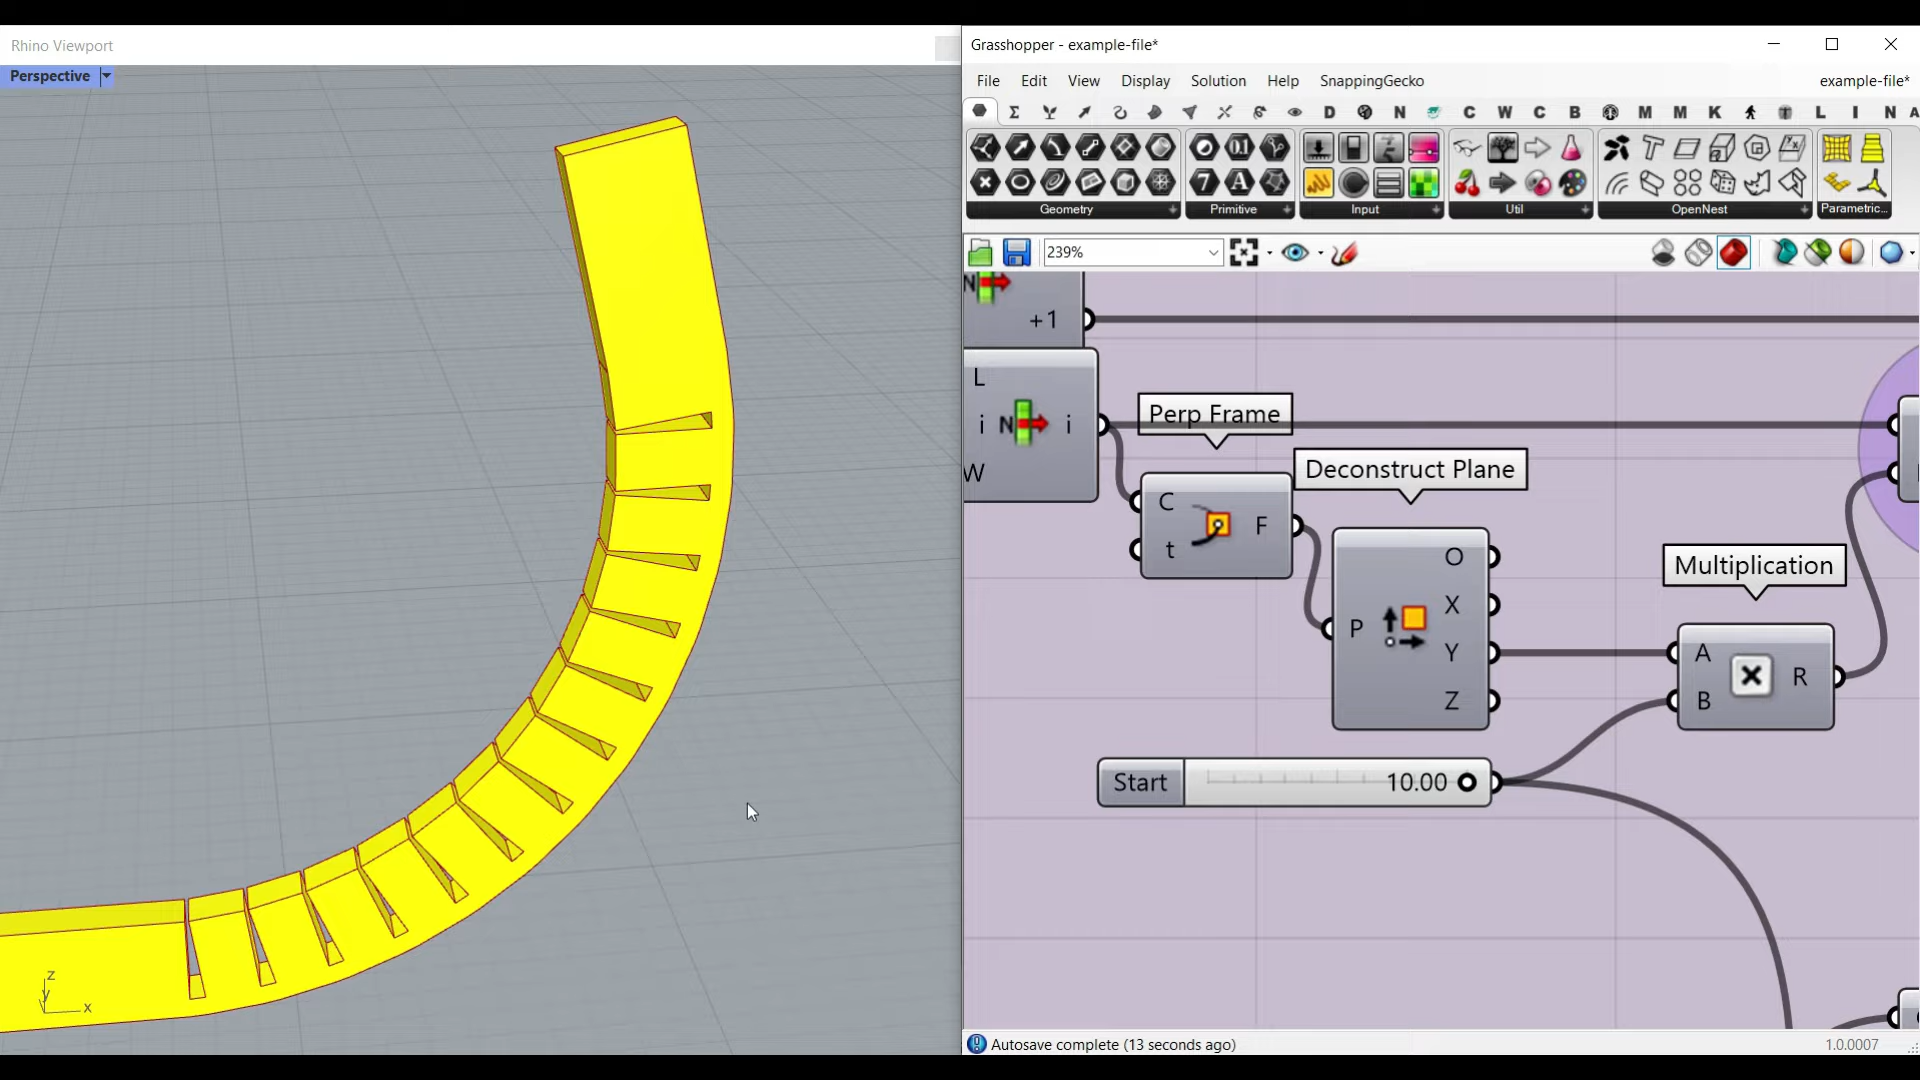 Rhino Viewport
Perspective
z
y
x
Grasshopper - example-file*
File Edit View Display Solution Help SnappingGecko example-file*
D N C W C B M M K L I N A
Geometry Primitive Input Util OpenNest Parametric...
239%
N +1
L
i N i
W
Perp Frame
C F
t
Deconstruct Plane
O
X
P
Y
Z
Multiplication
A
R
B
Start 10.00
Autosave complete (13 seconds ago) 1.0.0007